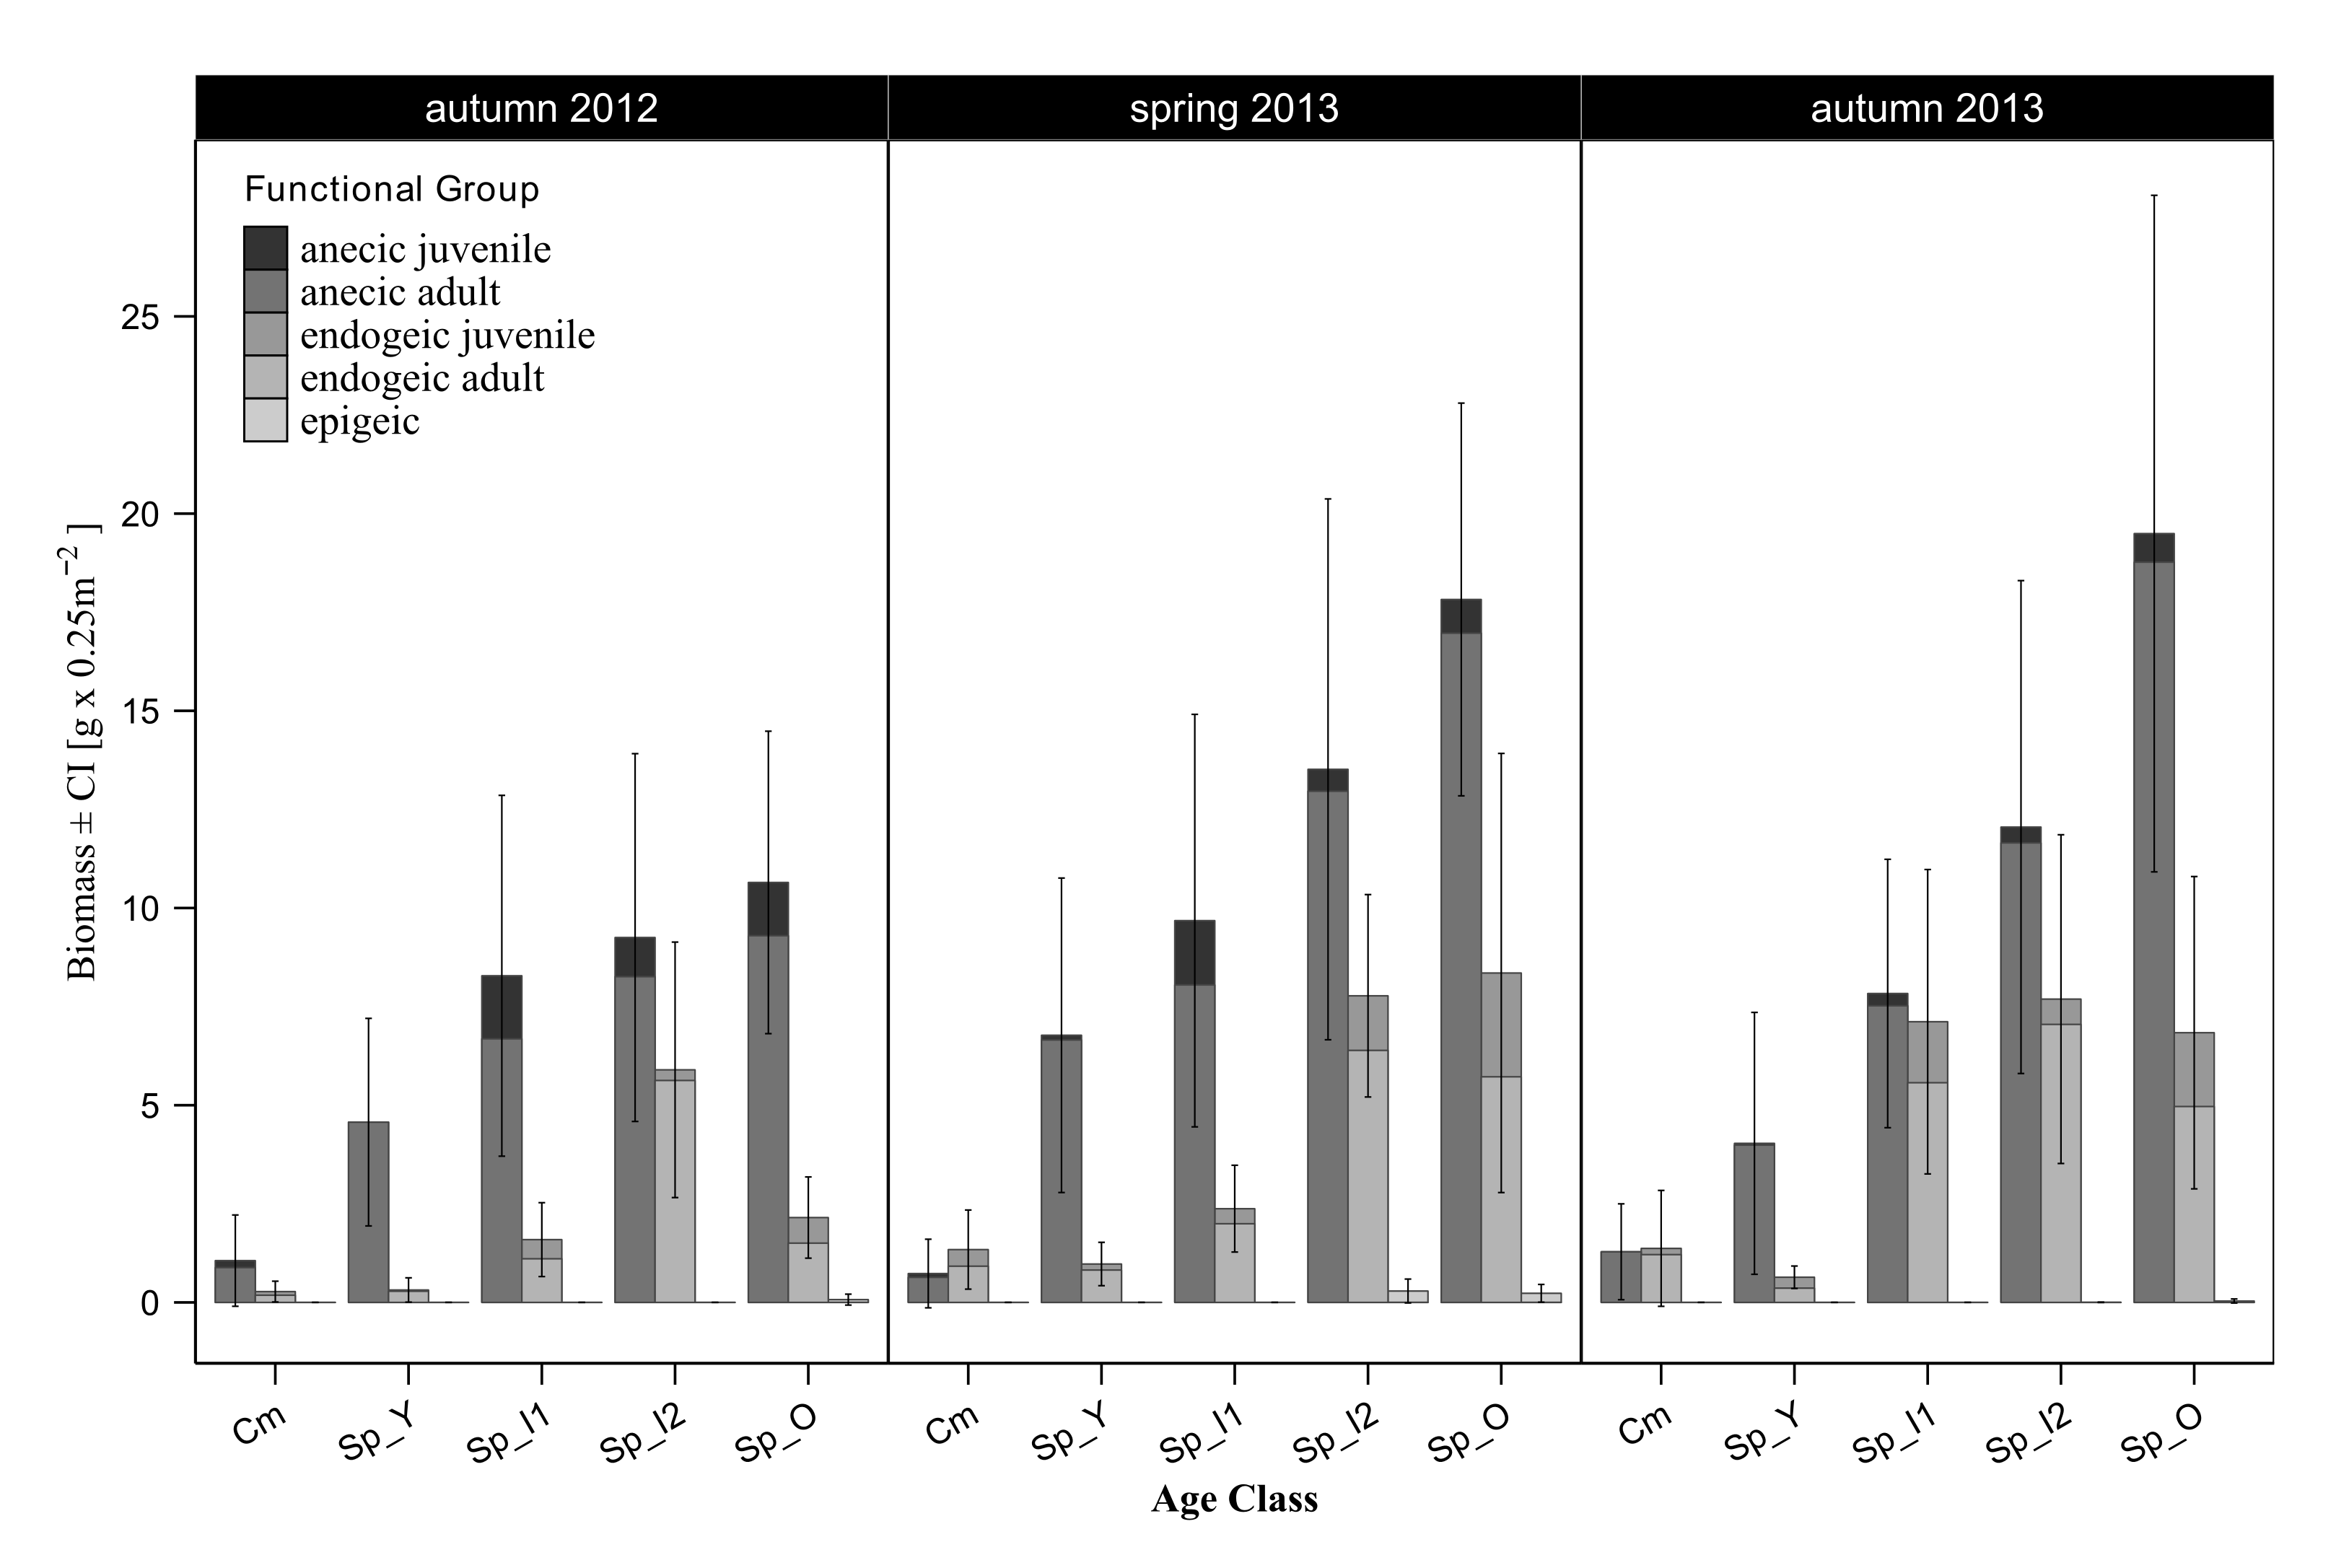 autumn 2012
spring 2013
autumn 2013
Functional Group
anecic juvenile
anecic adult
endogeic juvenile
endogeic adult
epigeic
Biomass ± CI [g x 0.25m⁻² ]
25
20
15
10
5
0
Cm
Sp_Y
Sp_I1
Sp_I2
Sp_O
Cm
Sp_Y
Sp_I1
Sp_I2
Sp_O
Cm
Sp_Y
Sp_I1
Sp_I2
Sp_O
Age Class